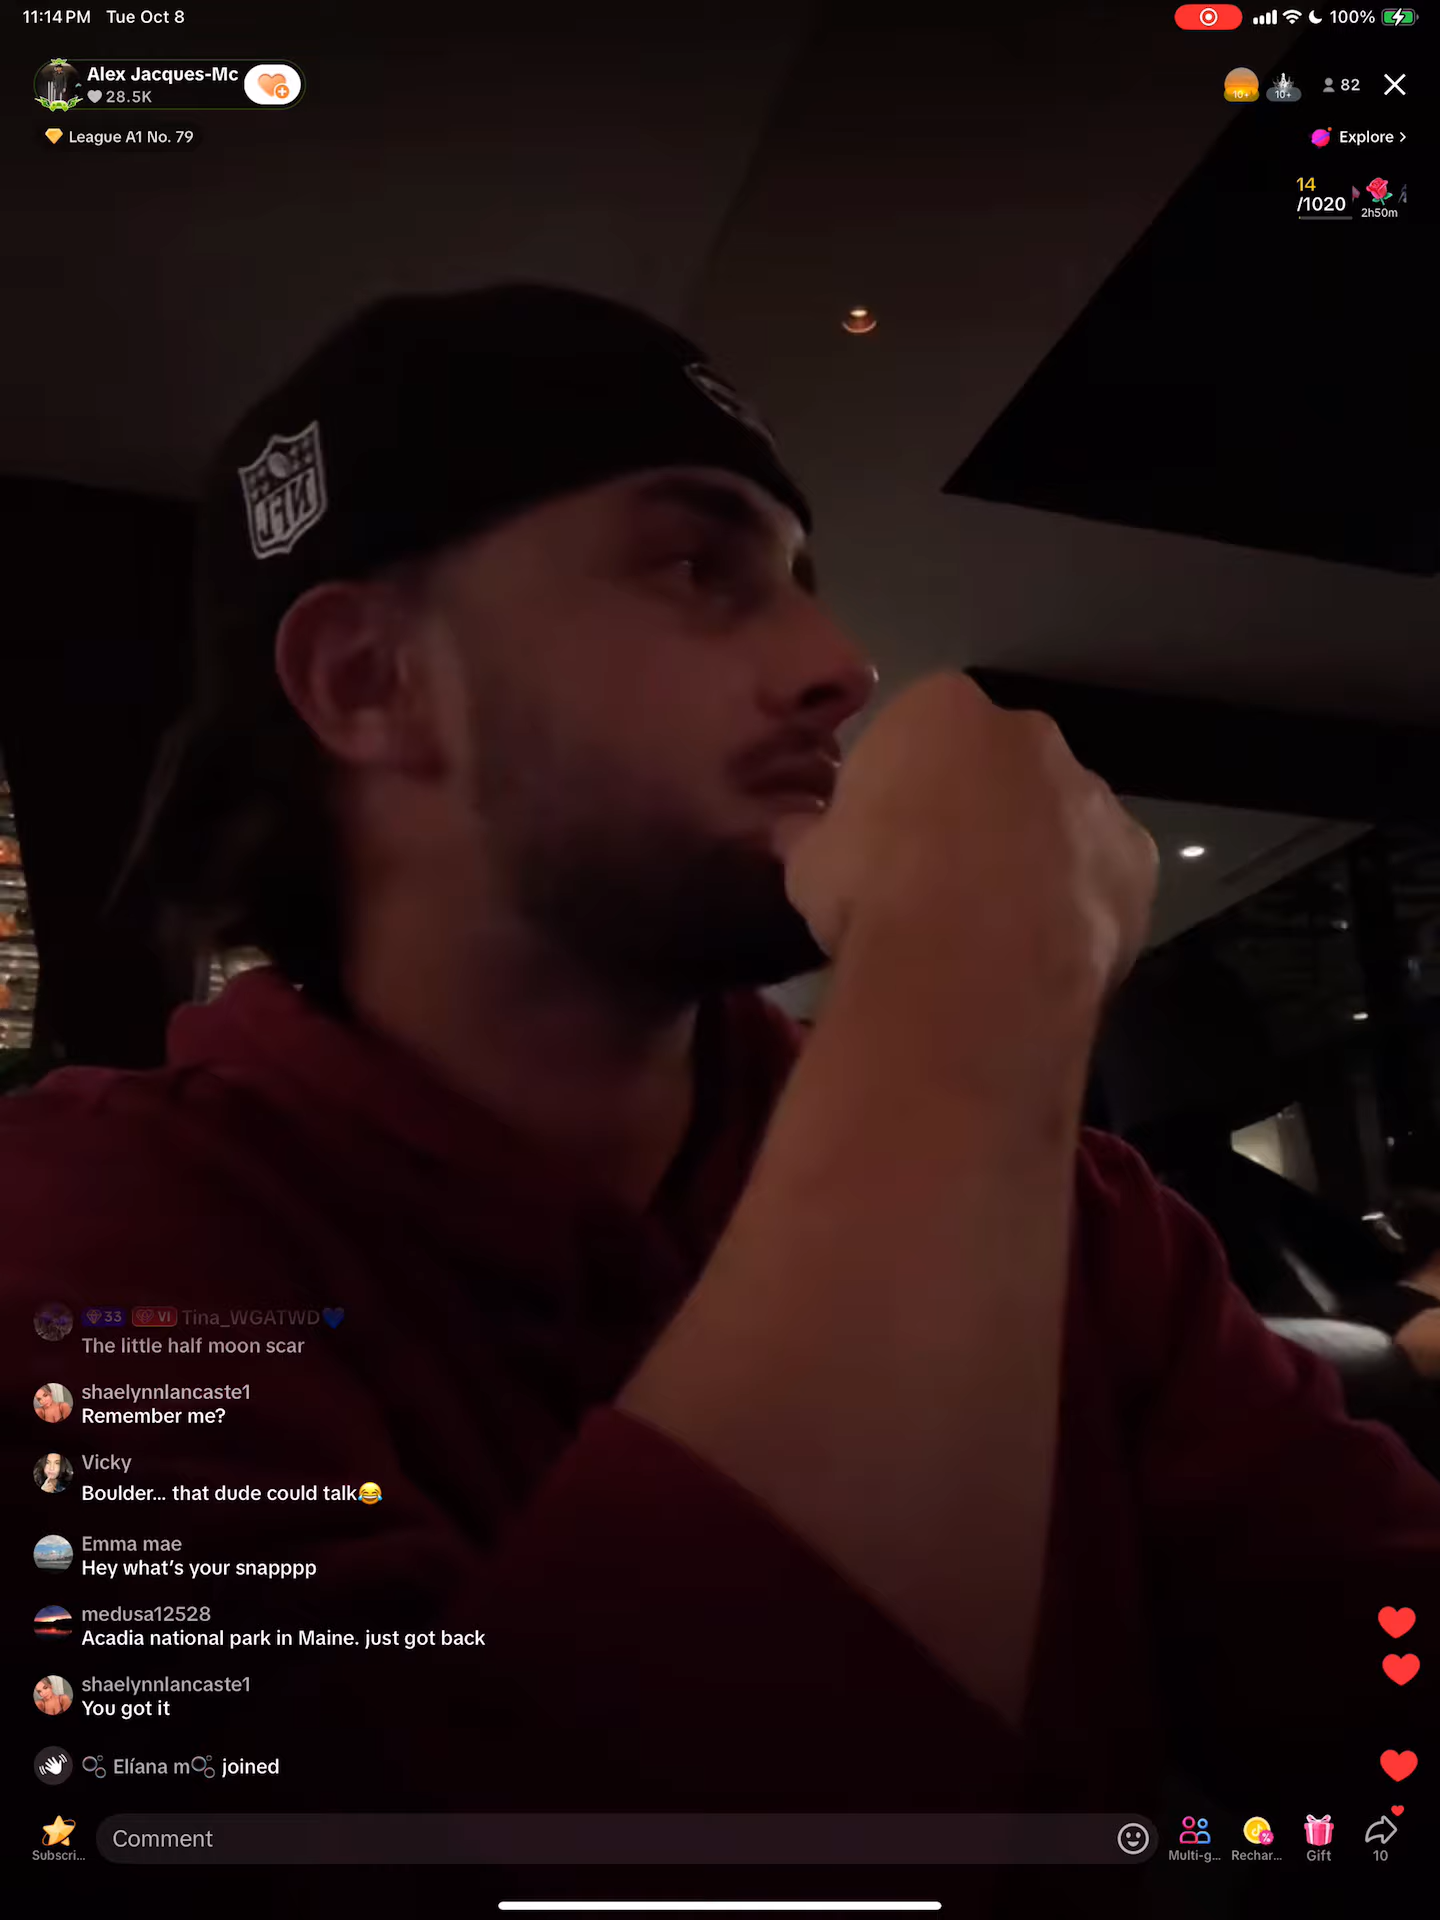 11:14 PM Tue Oct 8
100%
Alex Jacques-Mc
28.5K
10+
10+
82
League A1 No. 79
Explore >
14
/1020
2h50m
NFL
33 VI Tina_WGATWD💙
The little half moon scar
shaelynnlancaste1
Remember me?
Vicky
Boulder... that dude could talk😂
Emma mae
Hey what's your snapppp
medusa12528
Acadia national park in Maine. just got back
shaelynnlancaste1
You got it
Elíana m joined
Subscri...
Comment
Multi-g...
Rechar...
Gift
10